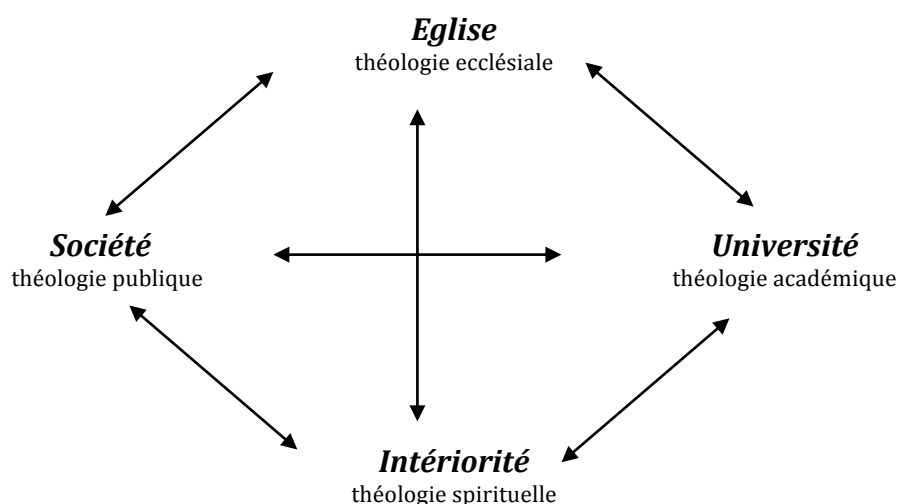 Eglise
théologie ecclésiale
Société
théologie publique
Université
théologie académique
Intériorité
théologie spirituelle